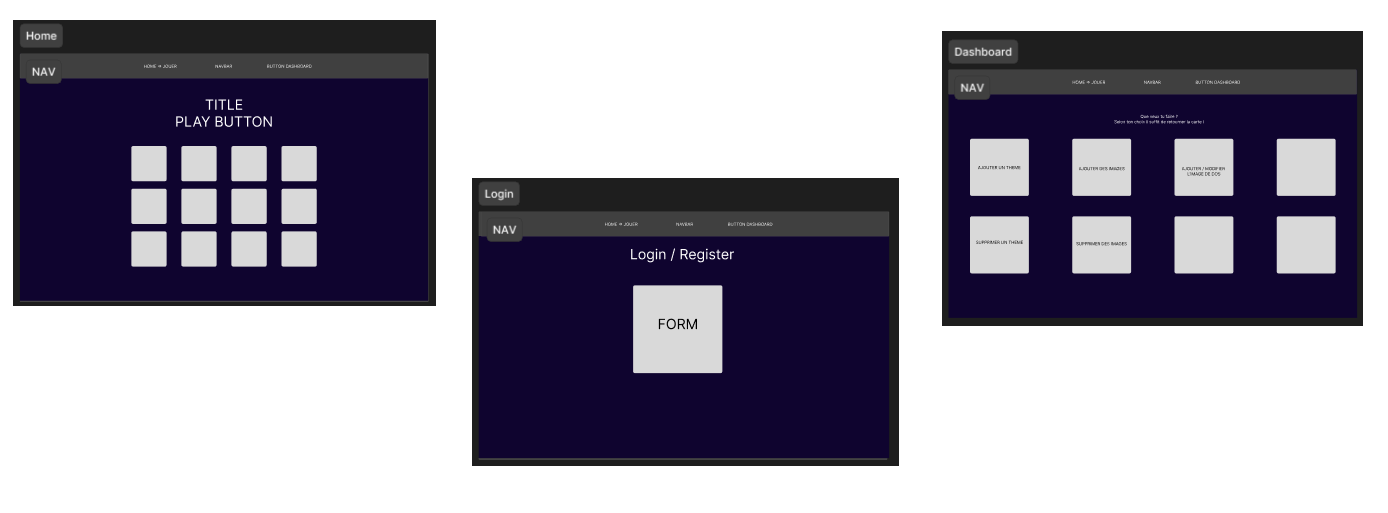 Home
NAV
HOME → JOUER
NAVBAR
BUTTON DASHBOARD
TITLE
PLAY BUTTON
Login
NAV
HOME → JOUER
NAVBAR
BUTTON DASHBOARD
Login / Register
FORM
Dashboard
NAV
HOME → JOUER
NAVBAR
BUTTON DASHBOARD
Que veux tu faire ?
Selon ton choix il suffit de retourner la carte !
AJOUTER UN THEME
AJOUTER DES IMAGES
AJOUTER / MODIFIER
L'IMAGE DE DOS
SUPPRIMER UN THEME
SUPPRIMER DES IMAGES